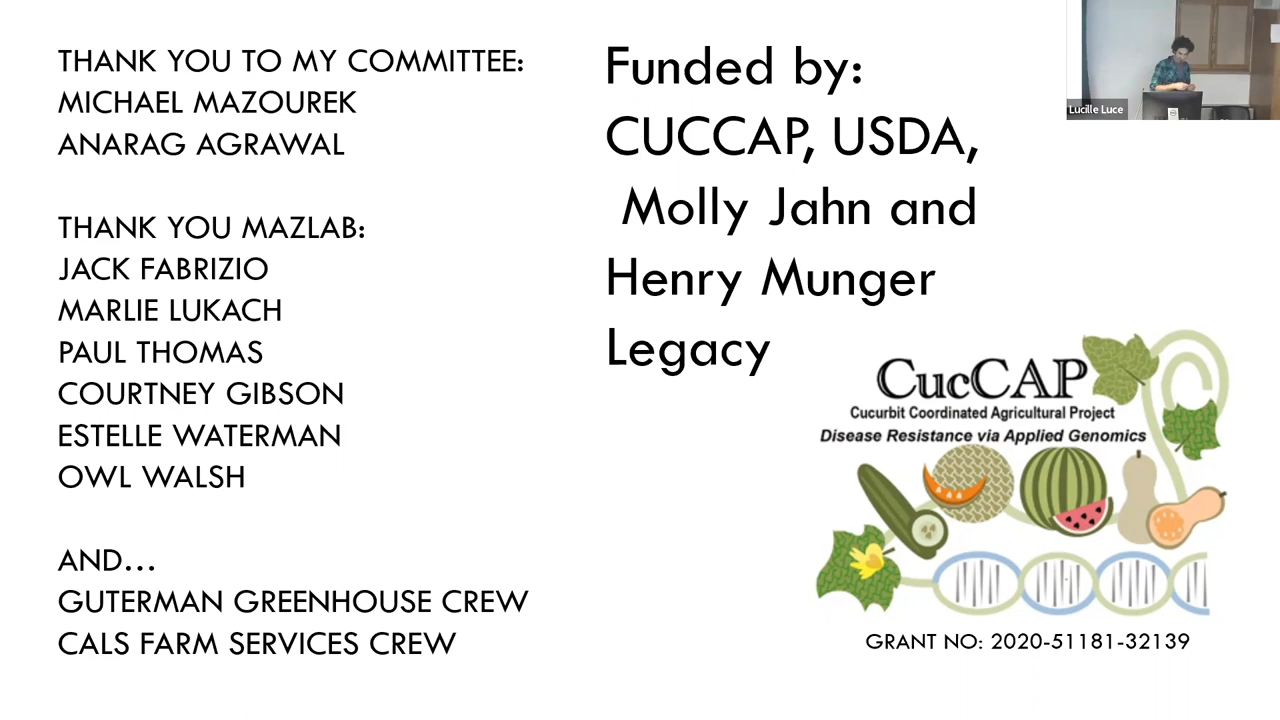 THANK YOU TO MY COMMITTEE:
MICHAEL MAZOUREK
ANARAG AGRAWAL
THANK YOU MAZLAB:
JACK FABRIZIO
MARLIE LUKACH
PAUL THOMAS
COURTNEY GIBSON
ESTELLE WATERMAN
OWL WALSH
AND...
GUTERMAN GREENHOUSE CREW
CALS FARM SERVICES CREW
Funded by:
CUCCAP, USDA,
Molly Jahn and
Henry Munger
Legacy
CucCAP
Cucurbit Coordinated Agricultural Project
Disease Resistance via Applied Genomics
GRANT NO: 2020-51181-32139
Lucille Luce